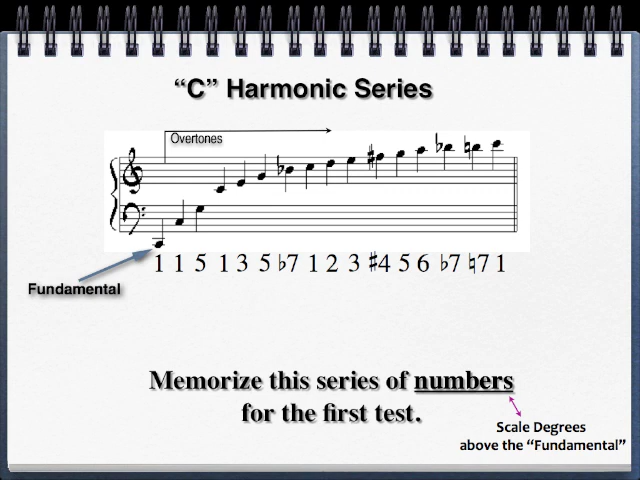 “C” Harmonic Series
Overtones
1 1 5 1 3 5 ♭7 1 2 3 ♯4 5 6 ♭7 ♮7 1
Fundamental
Memorize this series of numbers
for the first test.
Scale Degrees
above the “Fundamental”